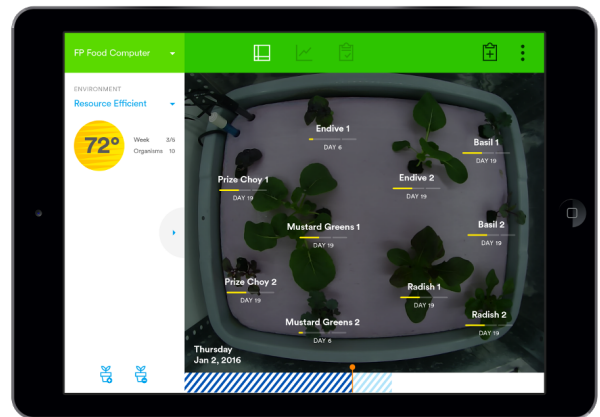 FP Food Computer
ENVIRONMENT
Resource Efficient
72°
Week 3/6
Organisms 10
Endive 1
DAY 6
Basil 1
DAY 19
Prize Choy 1
DAY 19
Endive 2
DAY 19
Mustard Greens 1
DAY 19
Basil 2
DAY 19
Prize Choy 2
DAY 19
Radish 1
DAY 19
Radish 2
DAY 19
Mustard Greens 2
DAY 6
Thursday
Jan 2, 2016